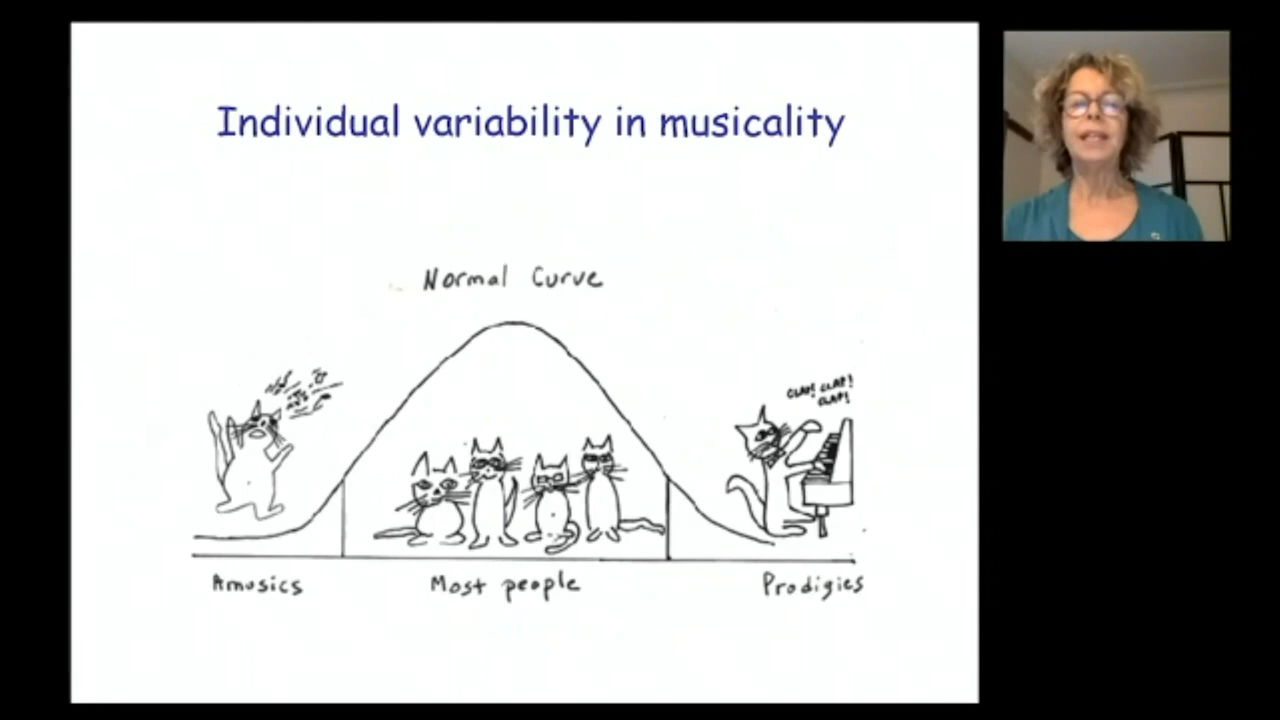 Individual variability in musicality
Normal Curve
CLAP! CLAP!
CLAP!
Amusics
Most people
Prodigies